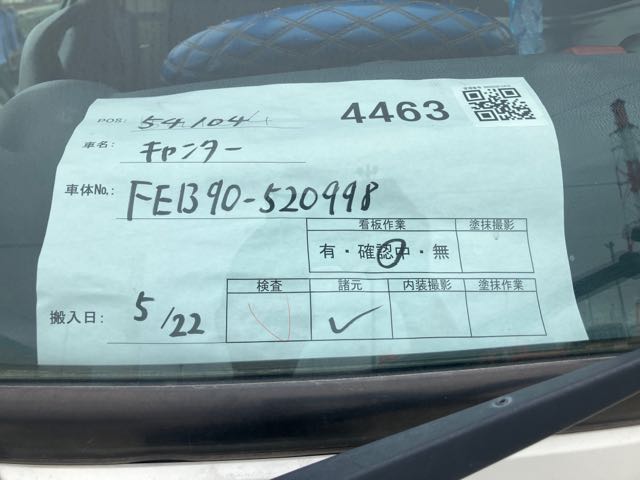 4463
POS: 54104
車名: キャンター
車体No.: FEB90-520998
看板作業 塗抹撮影
有・確認中・無
検査 諸元 内装撮影 塗抹作業
搬入日: 5/22